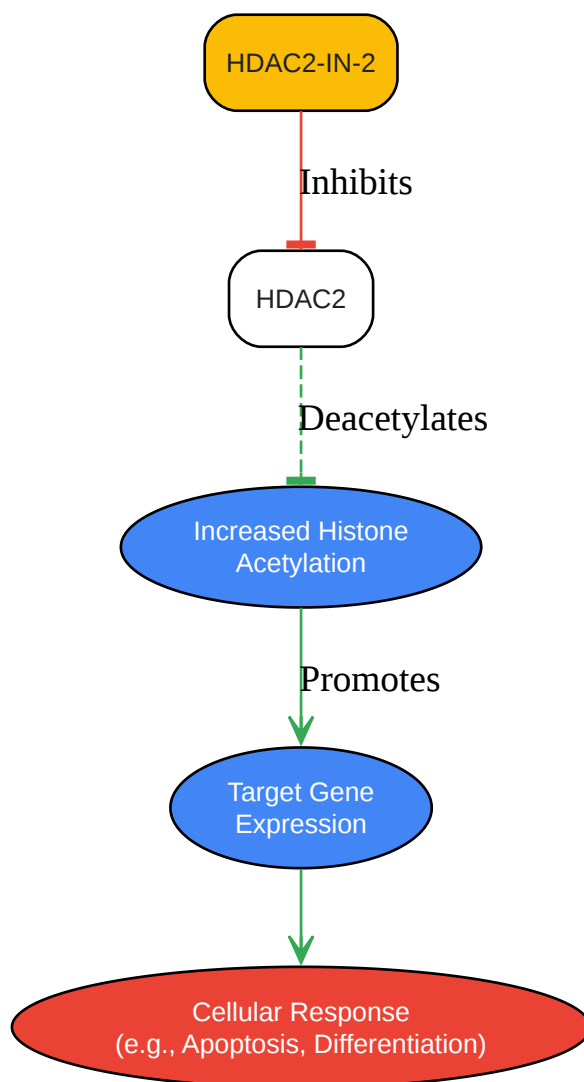 HDAC2-IN-2
Inhibits
HDAC2
Deacetylates
Increased Histone
Acetylation
Promotes
Target Gene
Expression
Cellular Response
(e.g., Apoptosis, Differentiation)